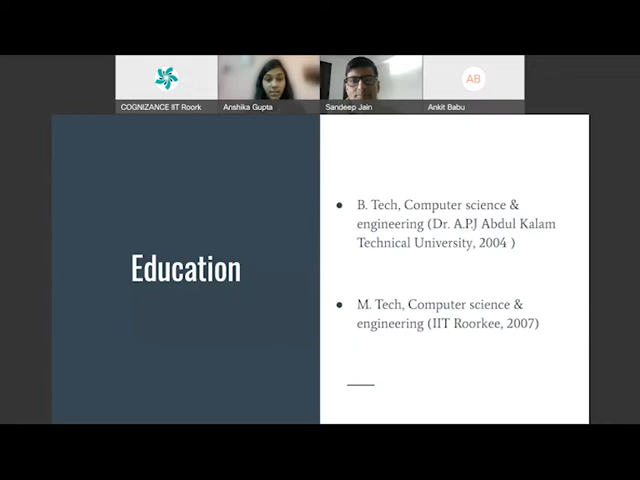 COGNIZANCE IIT Roork
Anshika Gupta
Sandeep Jain
AB
Ankit Babu
Education
● B. Tech, Computer science &
engineering (Dr. A.P.J Abdul Kalam
Technical University, 2004 )
● M. Tech, Computer science &
engineering (IIT Roorkee, 2007)